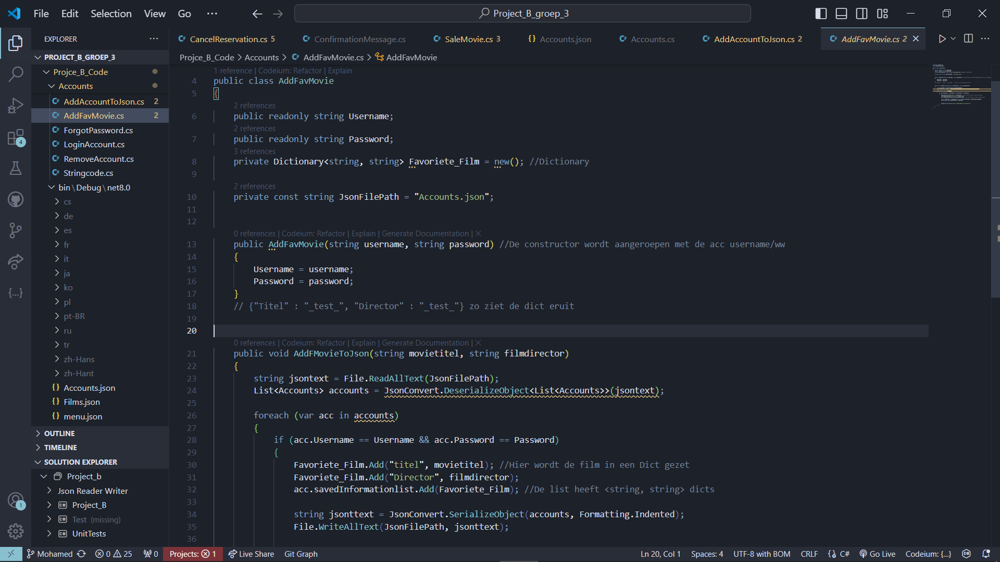 File Edit Selection View Go ··· Project_B_groep_3
EXPLORER ···
PROJECT_B_GROEP_3
Projce_B_Code
Accounts
AddAccountToJson.cs 2
AddFavMovie.cs 2
ForgotPassword.cs
LoginAccount.cs
RemoveAccount.cs
Stringcode.cs
bin\Debug\net8.0
cs
de
es
fr
it
ja
ko
pl
pt-BR
ru
tr
zh-Hans
zh-Hant
Accounts.json
Films.json
menu.json
OUTLINE
TIMELINE
SOLUTION EXPLORER
Project_b
Json Reader Writer
Project_B
Test (missing)
UnitTests
4
1
CancelReservation.cs 5 ConfirmationMessage.cs SaleMovie.cs 3 Accounts.json Accounts.cs AddAccountToJson.cs 2 AddFavMovie.cs 2
Projce_B_Code > Accounts > AddFavMovie.cs > AddFavMovie
1 reference | Codeium: Refactor | Explain
4 public class AddFavMovie
5 {
2 references
6 public readonly string Username;
2 references
7 public readonly string Password;
3 references
8 private Dictionary<string, string> Favoriete_Film = new(); //Dictionary
9
2 references
10 private const string JsonFilePath = "Accounts.json";
11
12
0 references | Codeium: Refactor | Explain | Generate Documentation | ×
13 public AddFavMovie(string username, string password) //De constructor wordt aangeroepen met de acc username/ww
14 {
15 Username = username;
16 Password = password;
17 }
18 // {"Titel" : "_test_", "Director" : "_test_"} zo ziet de dict eruit
19
20
0 references | Codeium: Refactor | Explain | Generate Documentation | ×
21 public void AddFMovieToJson(string movietitel, string filmdirector)
22 {
23 string jsontext = File.ReadAllText(JsonFilePath);
24 List<Accounts> accounts = JsonConvert.DeserializeObject<List<Accounts>>(jsontext);
25
26 foreach (var acc in accounts)
27 {
28 if (acc.Username == Username && acc.Password == Password)
29 {
30 Favoriete_Film.Add("titel", movietitel); //Hier wordt de film in een Dict gezet
31 Favoriete_Film.Add("Director", filmdirector);
32 acc.savedInformationlist.Add(Favoriete_Film); //De list heeft <string, string> dicts
33
34 string jsonttext = JsonConvert.SerializeObject(accounts, Formatting.Indented);
35 File.WriteAllText(JsonFilePath, jsonttext);
36
Mohamed 0 25 0 Projects: 1 Live Share Git Graph Ln 20, Col 1 Spaces: 4 UTF-8 with BOM CRLF C# Go Live Codeium: {...}